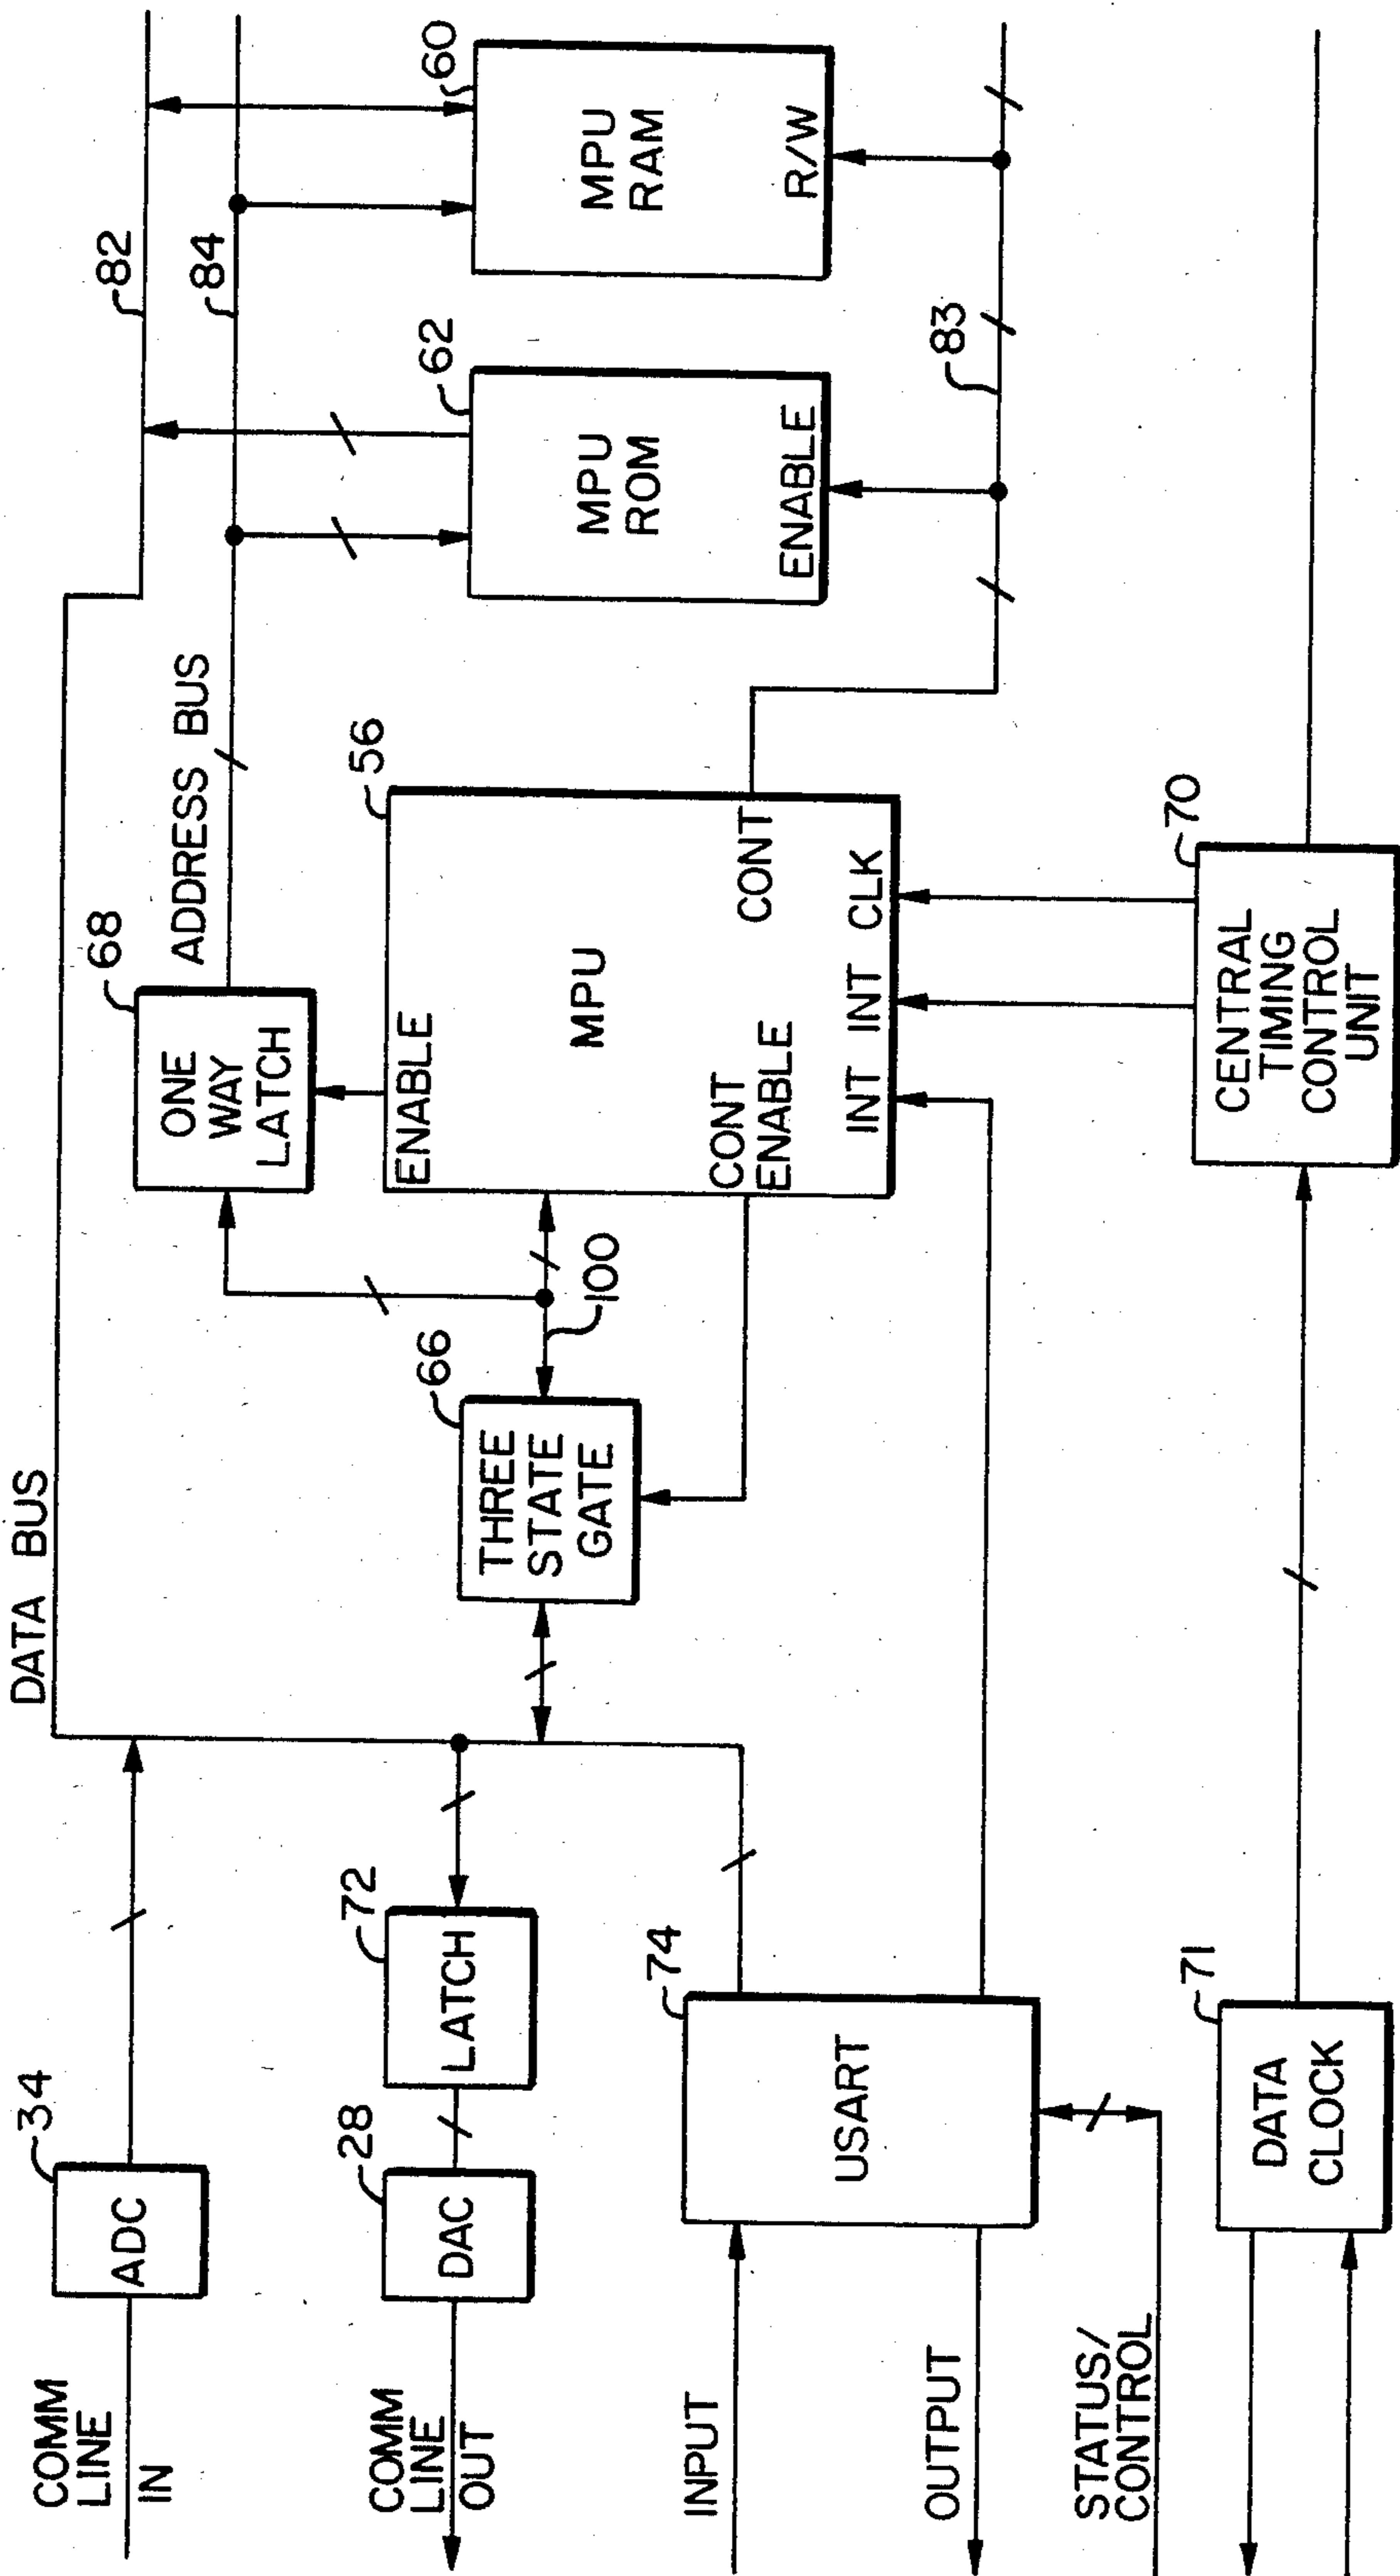 DATA BUS
82
84
ADDRESS BUS
COMM
LINE
IN
34
ADC
68
ONE
WAY
LATCH
COMM
LINE
OUT
28
DAC
72
LATCH
66
THREE
STATE
GATE
100
56
ENABLE
MPU
CONT
ENABLE
CONT
INT INT CLK
62
MPU
ROM
ENABLE
60
MPU
RAM
R/W
83
INPUT
OUTPUT
74
USART
STATUS/
CONTROL
71
DATA
CLOCK
70
CENTRAL
TIMING
CONTROL
UNIT